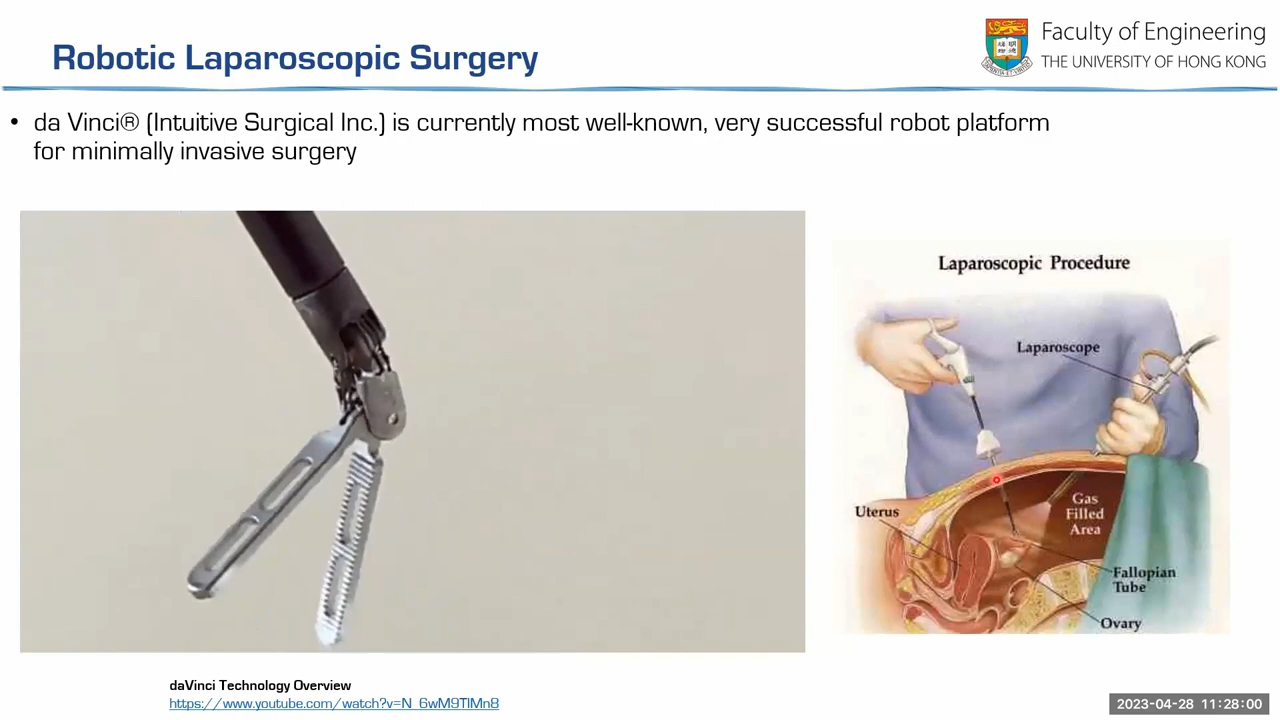 Robotic Laparoscopic Surgery
Faculty of Engineering
THE UNIVERSITY OF HONG KONG
• da Vinci® (Intuitive Surgical Inc.) is currently most well-known, very successful robot platform
for minimally invasive surgery
Laparoscopic Procedure
Laparoscope
Gas
Filled
Area
Uterus
Fallopian
Tube
Ovary
daVinci Technology Overview
https://www.youtube.com/watch?v=N_6wM9TlMn8
2023-04-28 11:28:00